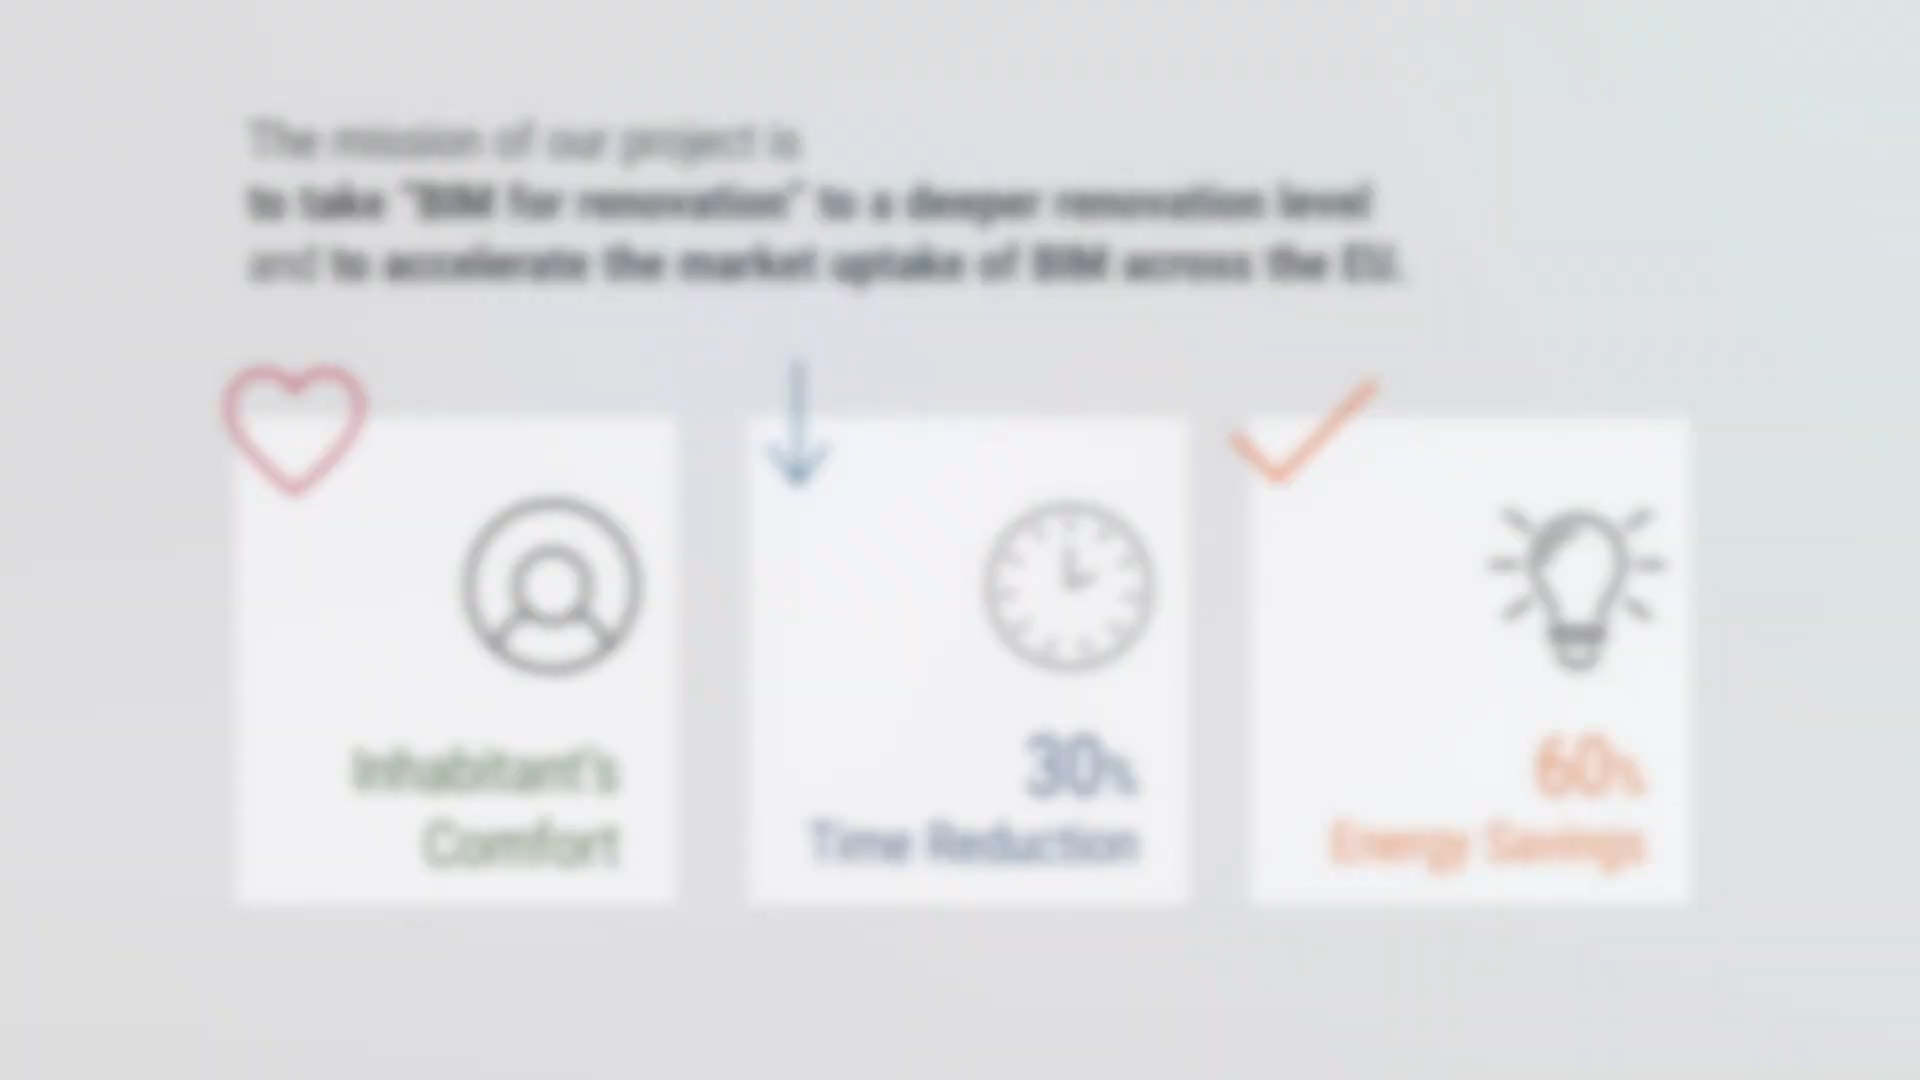 The mission of our project is
to take "BIM for renovation" to a deeper renovation level
and to accelerate the market uptake of BIM across the EU.
Inhabitant's
Comfort
30%
Time Reduction
60%
Energy Savings